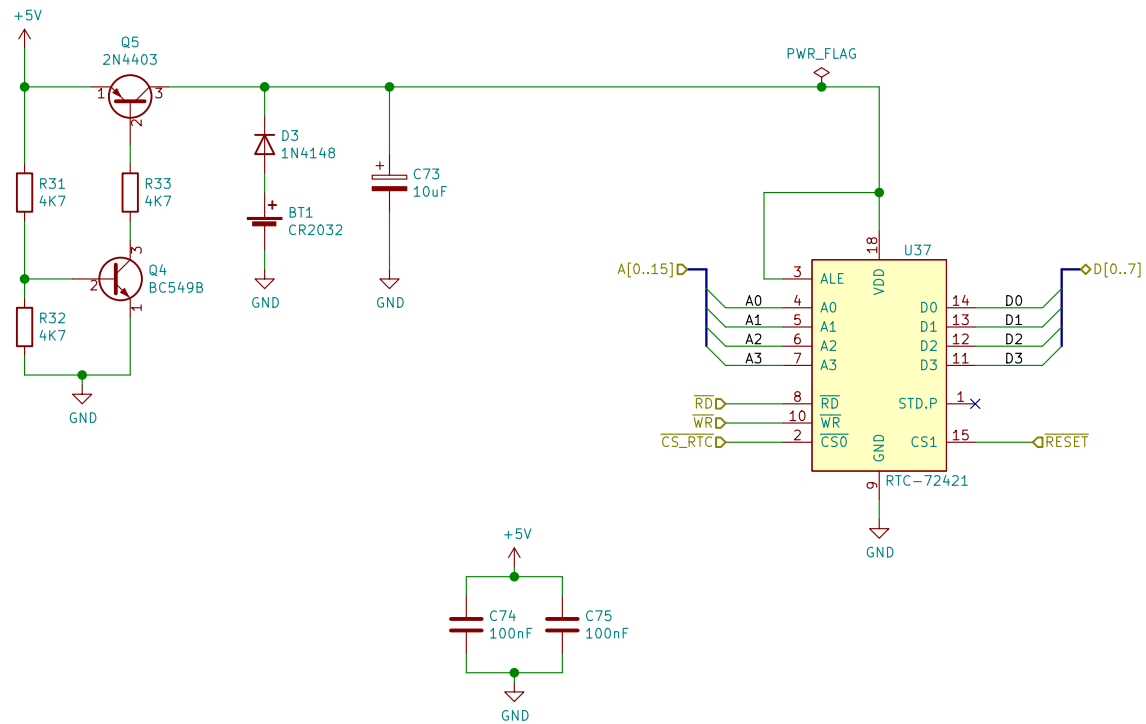 +5V
Q5
2N4403
PWR_FLAG
1
3
2
D3
1N4148
R31
4K7
R33
4K7
+
C73
10uF
+
BT1
CR2032
3
Q4
BC549B
2
1
R32
4K7
GND
GND
GND
18
U37
A[0..15]
D[0..7]
3
ALE
VDD
A0
4
A0
D0
14
D0
A1
5
A1
D1
13
D1
A2
6
A2
D2
12
D2
A3
7
A3
D3
11
D3
RD
8
RD
STD.P
1
WR
10
WR
CS_RTC
2
CS0
GND
CS1
15
RESET
9
RTC-72421
GND
+5V
C74
100nF
C75
100nF
GND